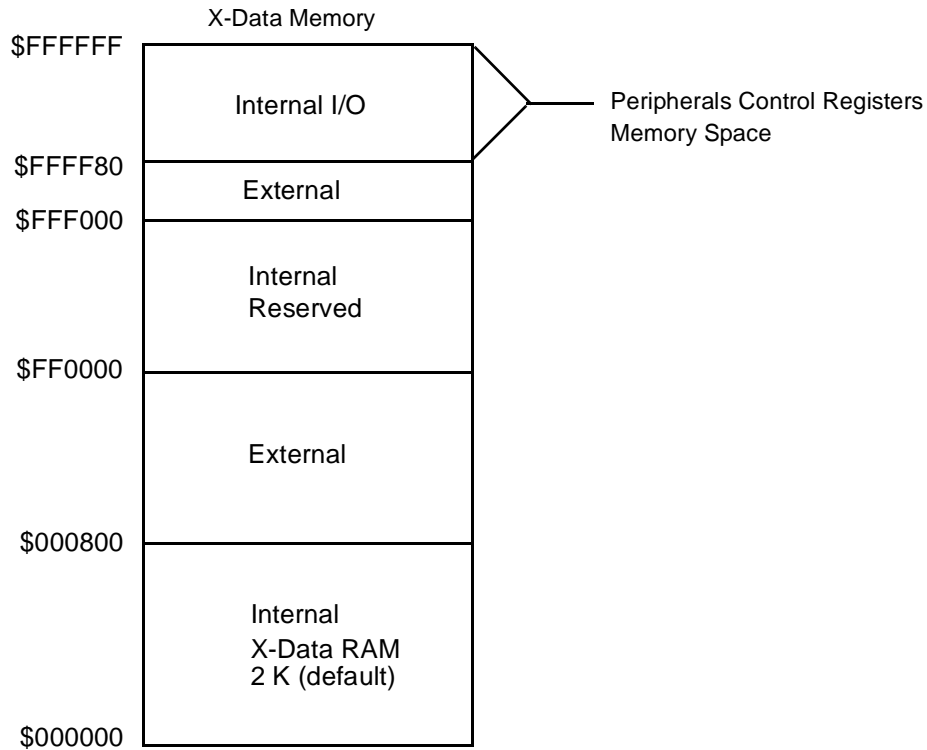 X-Data Memory
$FFFFFF
Internal I/O
Peripherals Control Registers
Memory Space
$FFFF80
External
$FFF000
Internal
Reserved
$FF0000
External
$000800
Internal
X-Data RAM
2 K (default)
$000000